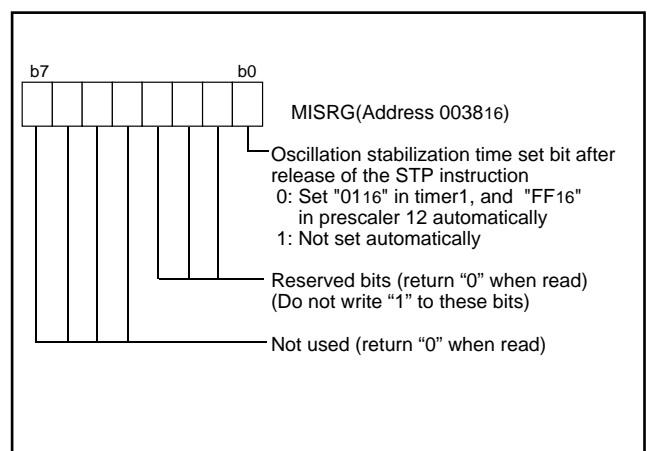 b7 b0
MISRG(Address 003816)
Oscillation stabilization time set bit after
release of the STP instruction
0: Set "0116" in timer1, and "FF16"
in prescaler 12 automatically
1: Not set automatically
Reserved bits (return “0” when read)
(Do not write “1” to these bits)
Not used (return “0” when read)